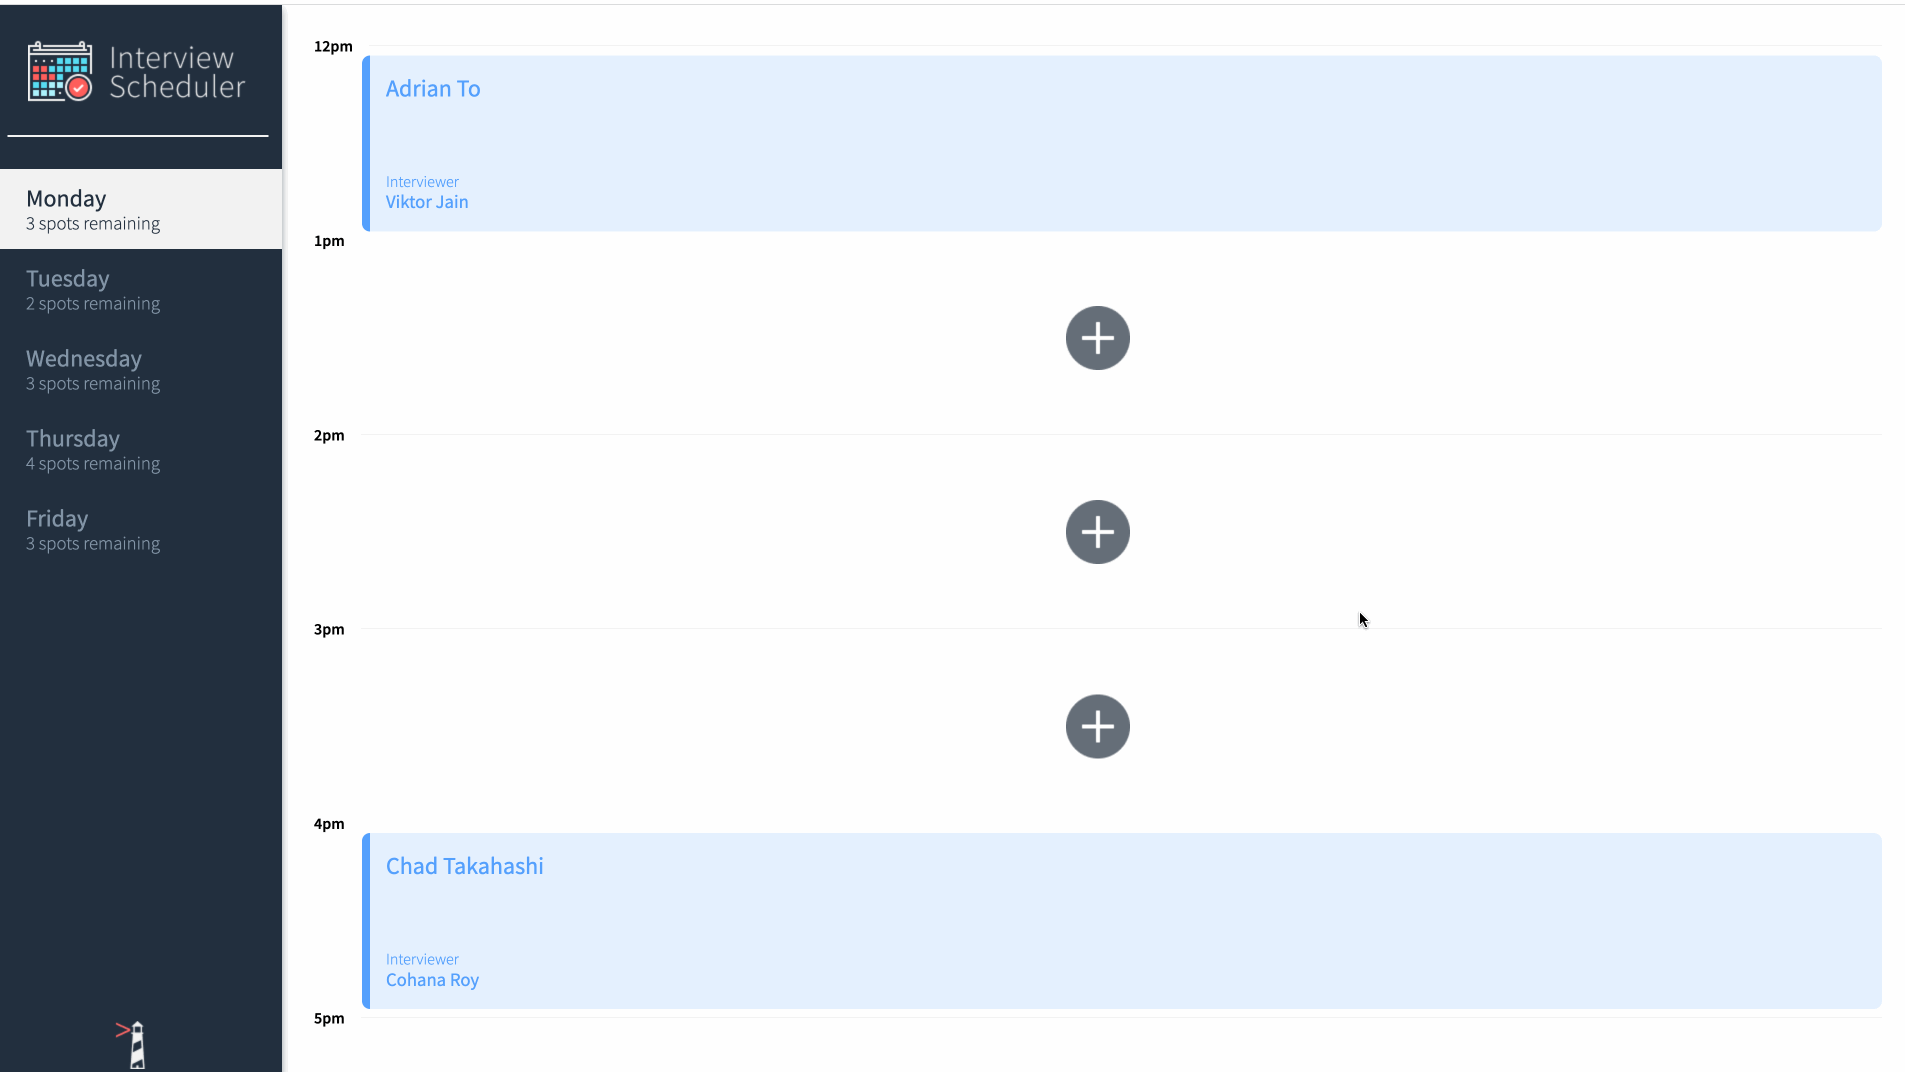 Interview
Scheduler
Monday
3 spots remaining
Tuesday
2 spots remaining
Wednesday
3 spots remaining
Thursday
4 spots remaining
Friday
3 spots remaining
>
12pm
Adrian To
Interviewer
Viktor Jain
1pm
2pm
3pm
4pm
Chad Takahashi
Interviewer
Cohana Roy
5pm